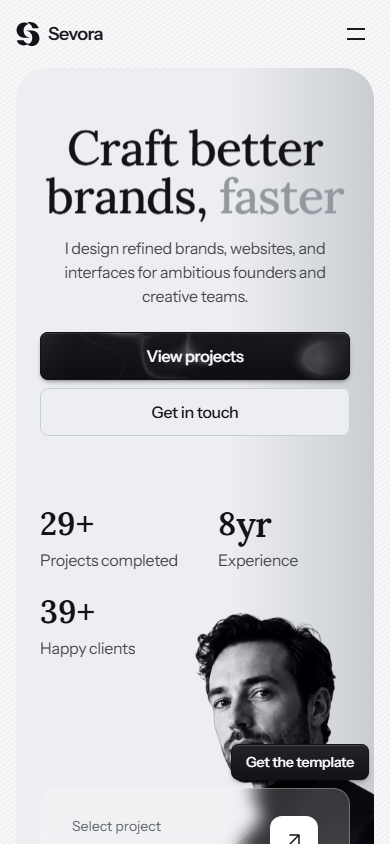 Sevora
Craft better
brands, faster
I design refined brands, websites, and
interfaces for ambitious founders and
creative teams.
View projects
Get in touch
29+
Projects completed
8yr
Experience
39+
Happy clients
Get the template
Select project